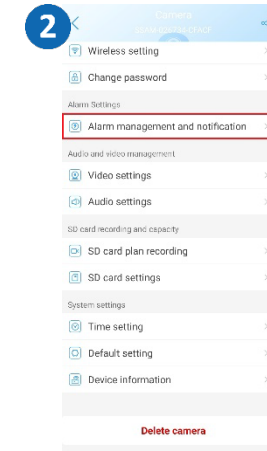 2
Camera
Wireless setting
Change password
Alarm Settings
Alarm management and notification
Audio and video management
Video settings
Audio settings
SD card recording and capacity
SD card plan recording
SD card settings
System settings
Time setting
Default setting
Device information
Delete camera